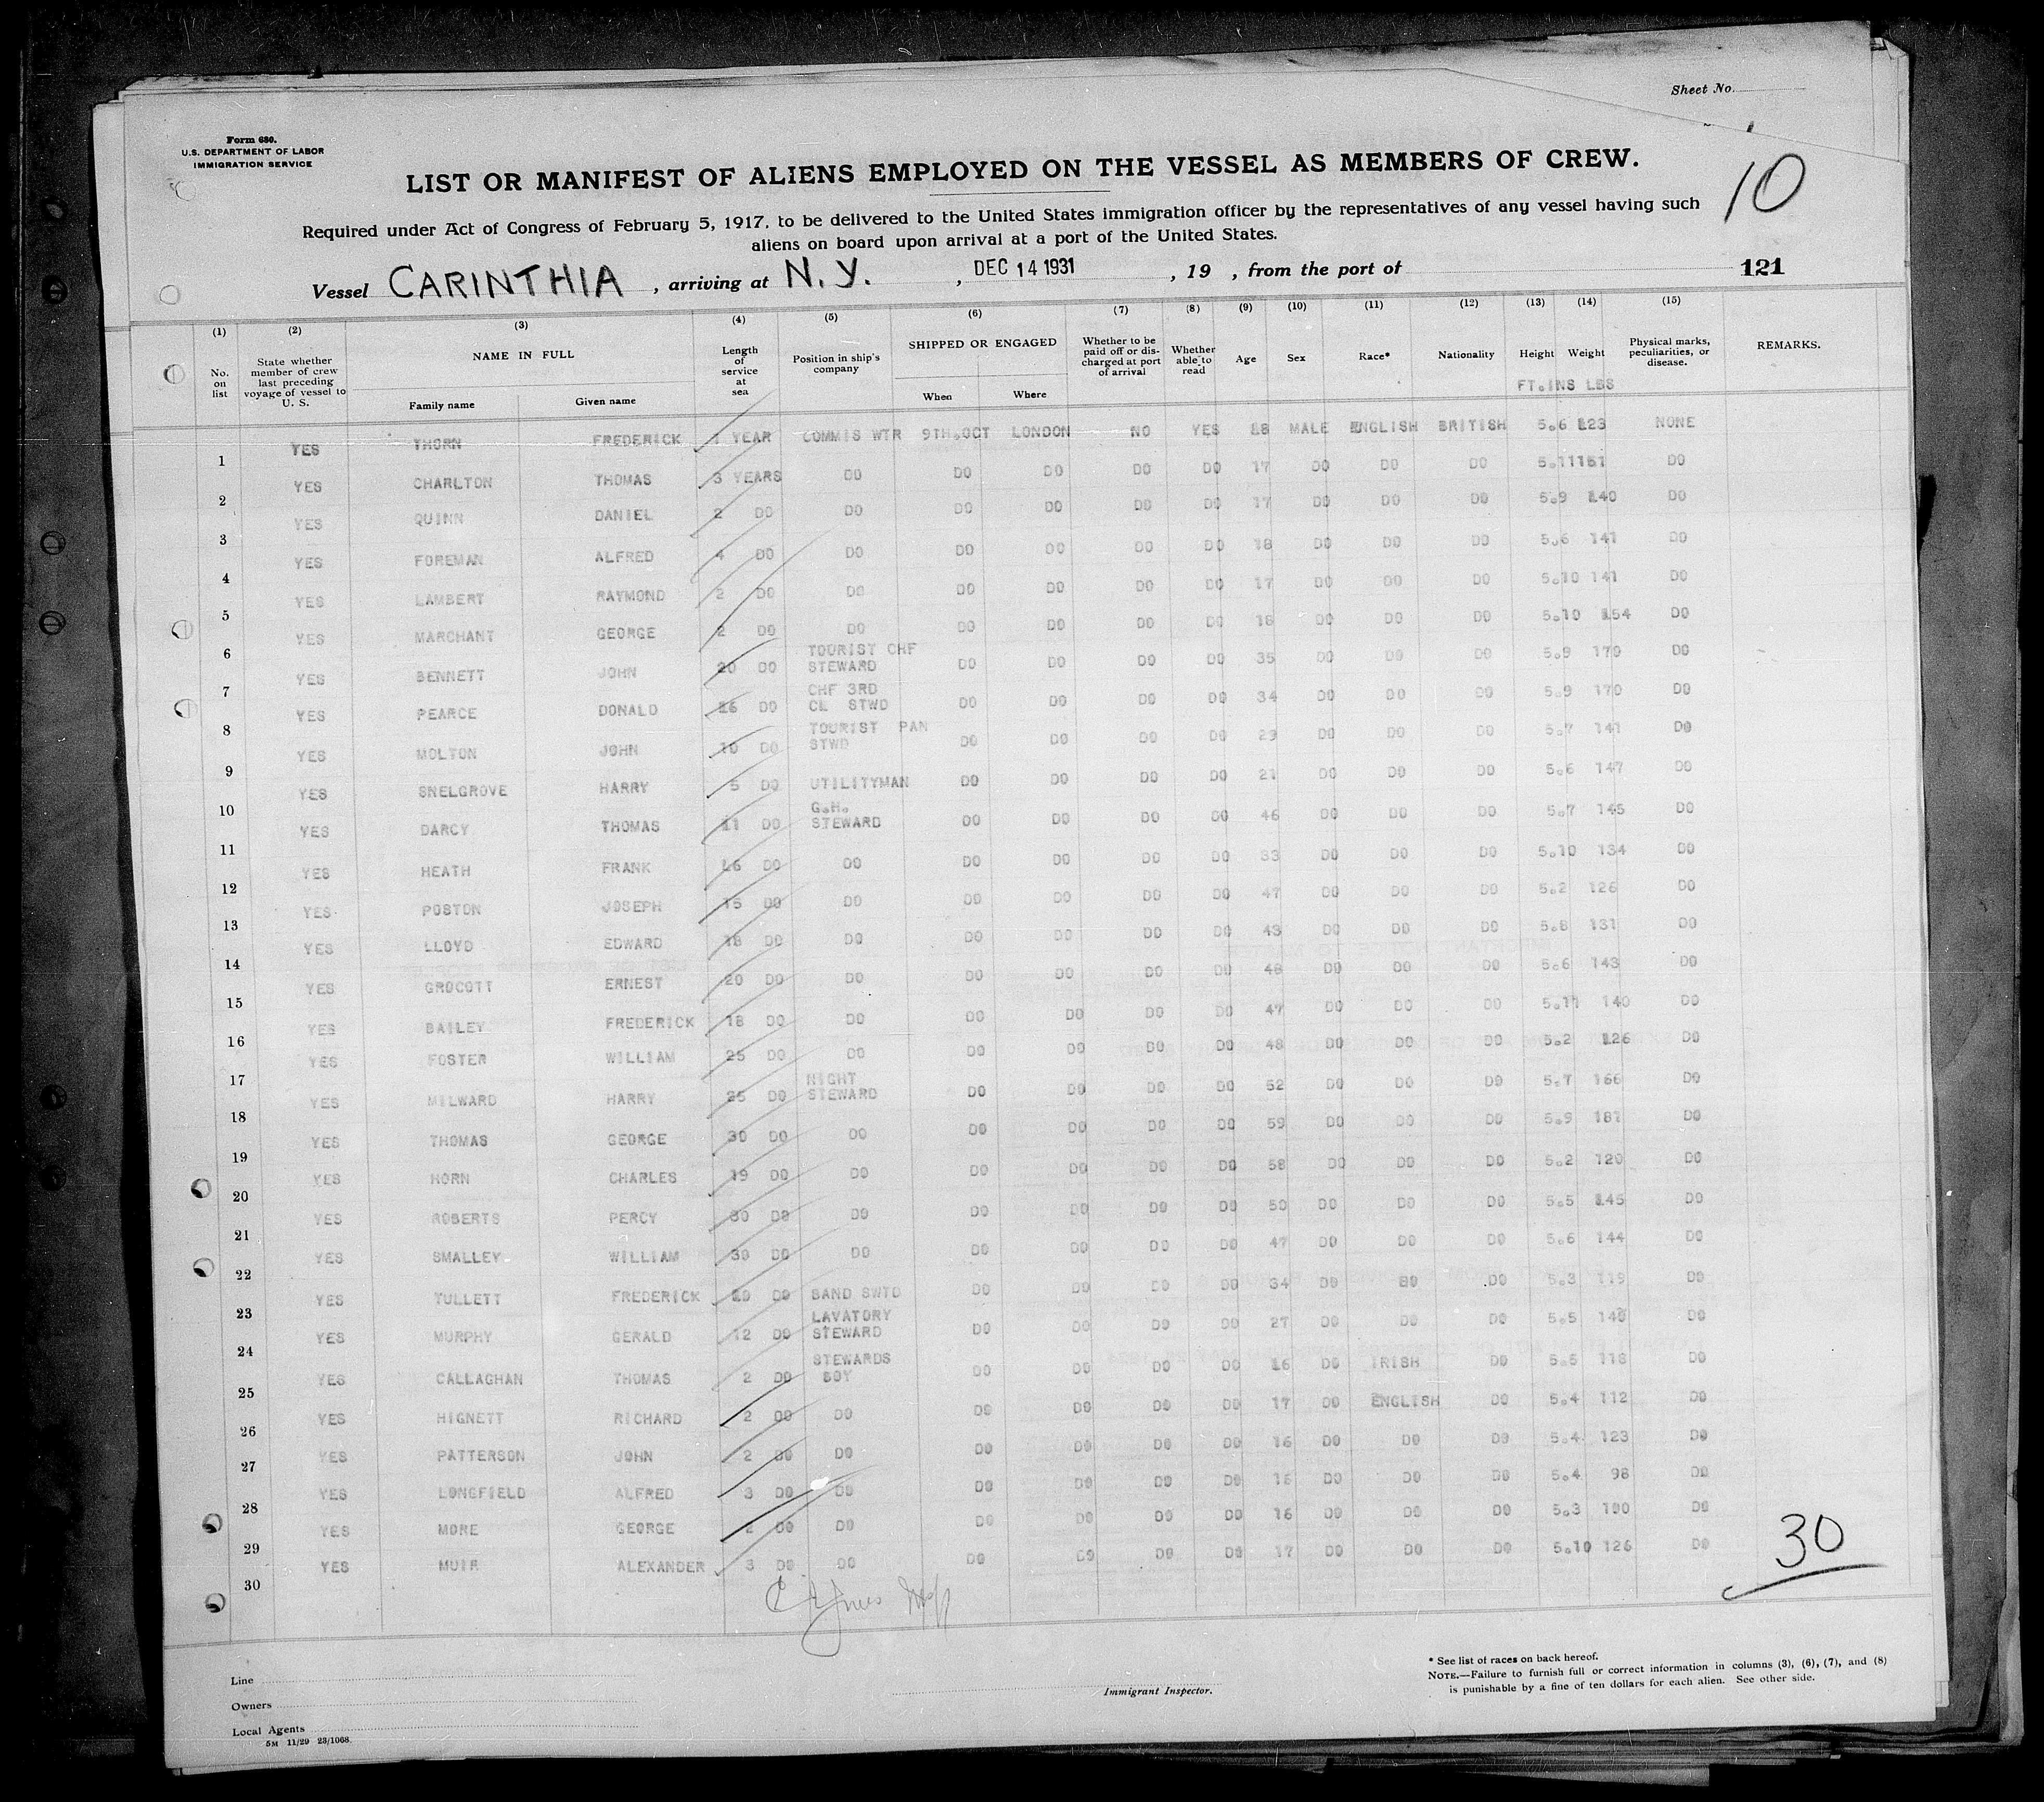 Sheet No.
Form 680.
U.S. DEPARTMENT OF LABOR
IMMIGRATION SERVICE
LIST OR MANIFEST OF ALIENS EMPLOYED ON THE VESSEL AS MEMBERS OF CREW.
10
Required under Act of Congress of February 5, 1917, to be delivered to the United States immigration officer by the representatives of any vessel having such
aliens on board upon arrival at a port of the United States.
Vessel CARINTHIA, arriving at N.Y., DEC 14 1931, 19 , from the port of 121
(1) (2) (3) (4) (5) (6) (7) (8) (9) (10) (11) (12) (13) (14) (15)
No. on list State whether member of crew last preceding voyage of vessel to U. S. NAME IN FULL Length of service at sea Position in ship's company SHIPPED OR ENGAGED Whether to be paid off or discharged at port of arrival Whether able to read Age Sex Race* Nationality Height Weight Physical marks, peculiarities, or disease. REMARKS.
Family name Given name When Where FT.INS LBS
1 YES THORN FREDERICK 1 YEAR COMMIS WTR 9TH.OCT LONDON NO YES 18 MALE ENGLISH BRITISH 5.6 123 NONE
2 YES CHARLTON THOMAS 3 YEARS DO DO DO DO DO 17 DO DO DO 5.11 151 DO
3 YES QUINN DANIEL 2 DO DO DO DO DO DO 17 DO DO DO 5.9 140 DO
4 YES FOREMAN ALFRED 4 DO DO DO DO DO DO 18 DO DO DO 5.6 141 DO
5 YES LAMBERT RAYMOND 2 DO DO DO DO DO DO 17 DO DO DO 5.10 141 DO
6 YES MARCHANT GEORGE 2 DO DO DO DO DO DO DO DO DO 5.10 154 DO
7 YES BENNETT JOHN 20 DO TOURIST CHF STEWARD DO DO DO DO 35 DO DO DO 5.9 170 DO
8 YES PEARCE DONALD 16 DO CHF 3RD CL STWD DO DO DO DO 34 DO DO DO 5.9 170 DO
9 YES MOLTON JOHN 10 DO TOURIST PAN STWD DO DO DO DO 29 DO DO DO 5.7 141 DO
10 YES SNELGROVE HARRY 5 DO UTILITYMAN DO DO DO DO 21 DO DO DO 5.6 147 DO
11 YES DARCY THOMAS 11 DO G.H. STEWARD DO DO DO DO 46 DO DO DO 5.7 145 DO
12 YES HEATH FRANK 16 DO DO DO DO DO DO 33 DO DO DO 5.10 134 DO
13 YES POSTON JOSEPH 15 DO DO DO DO DO DO 47 DO DO DO 5.2 126 DO
14 YES LLOYD EDWARD 18 DO DO DO DO DO DO 43 DO DO DO 5.8 131 DO
15 YES GROCOTT ERNEST 20 DO DO DO DO DO DO 48 DO DO DO 5.6 143 DO
16 YES BAILEY FREDERICK 18 DO DO DO DO DO DO 47 DO DO DO 5.11 140 DO
17 YES FOSTER WILLIAM 25 DO DO DO DO DO DO 48 DO DO DO 5.2 126 DO
18 YES MILWARD HARRY 25 DO NIGHT STEWARD DO DO DO DO 52 DO DO DO 5.7 166 DO
19 YES THOMAS GEORGE 30 DO DO DO DO DO DO 59 DO DO DO 5.9 181 DO
20 YES HORN CHARLES 19 DO DO DO DO DO DO 58 DO DO DO 5.2 120 DO
21 YES ROBERTS PERCY 30 DO DO DO DO DO DO 50 DO DO DO 5.5 145 DO
22 YES SMALLEY WILLIAM 30 DO DO DO DO DO DO 47 DO DO DO 5.6 144 DO
23 YES TULLETT FREDERICK DO BAND SWTD DO DO DO DO 34 DO DO DO 5.3 119 DO
24 YES MURPHY GERALD 12 DO LAVATORY STEWARD DO DO DO DO 27 DO DO DO 5.5 DO
25 YES CALLAGHAN THOMAS 2 DO STEWARDS BOY DO DO DO DO 16 DO IRISH DO 5.5 118 DO
26 YES HIGNETT RICHARD 2 DO DO DO DO DO DO 17 DO ENGLISH DO 5.4 112 DO
27 YES PATTERSON JOHN 2 DO DO DO DO DO DO 16 DO DO DO 5.4 123 DO
28 YES LONGFIELD ALFRED 3 DO DO DO DO DO DO 16 DO DO DO 5.4 98 DO
29 YES MORE GEORGE 2 DO DO DO DO DO DO 16 DO DO DO 5.3 100 DO
30 YES MUIR ALEXANDER 3 DO DO DO DO DO DO 17 DO DO DO 5.10 126 DO
30
Line
Owners
Local Agents
5M 11/29 23/1068
Immigrant Inspector.
* See list of races on back hereof.
NOTE.—Failure to furnish full or correct information in columns (3), (6), (7), and (8)
is punishable by a fine of ten dollars for each alien. See other side.